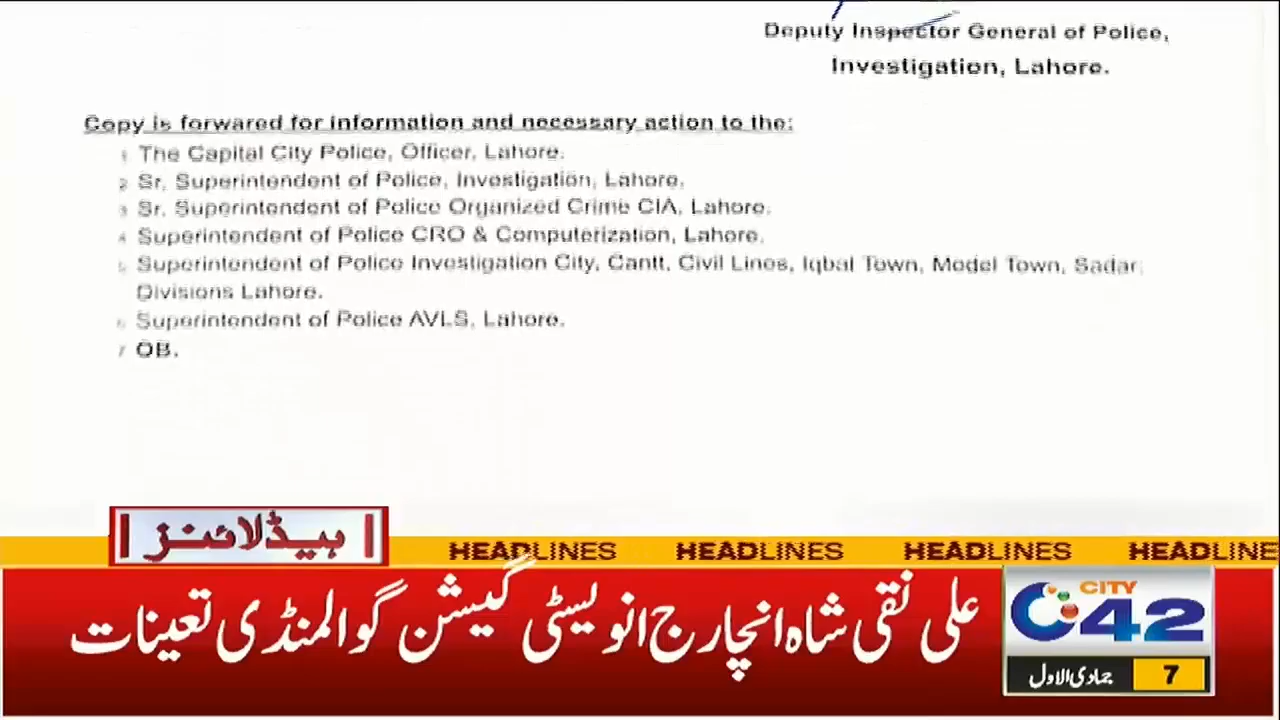 Deputy Inspector General of Police,
Investigation, Lahore.
Copy is forwared for information and necessary action to the:
1 The Capital City Police, Officer, Lahore.
2 Sr. Superintendent of Police, Investigation, Lahore.
3 Sr. Superintendent of Police Organized Crime CIA, Lahore.
4 Superintendent of Police CRO & Computerization, Lahore.
5 Superintendent of Police Investigation City, Cantt, Civil Lines, Iqbal Town, Model Town, Sadar
Divisions Lahore.
6 Superintendent of Police AVLS, Lahore.
7 OB.
ہیڈلائنز
HEADLINES HEADLINES HEADLINES HEADLINE
علی نقی شاہ انچارج انویسٹی گیشن گوالمنڈی تعینات
CITY
42
7 جمادی الاول